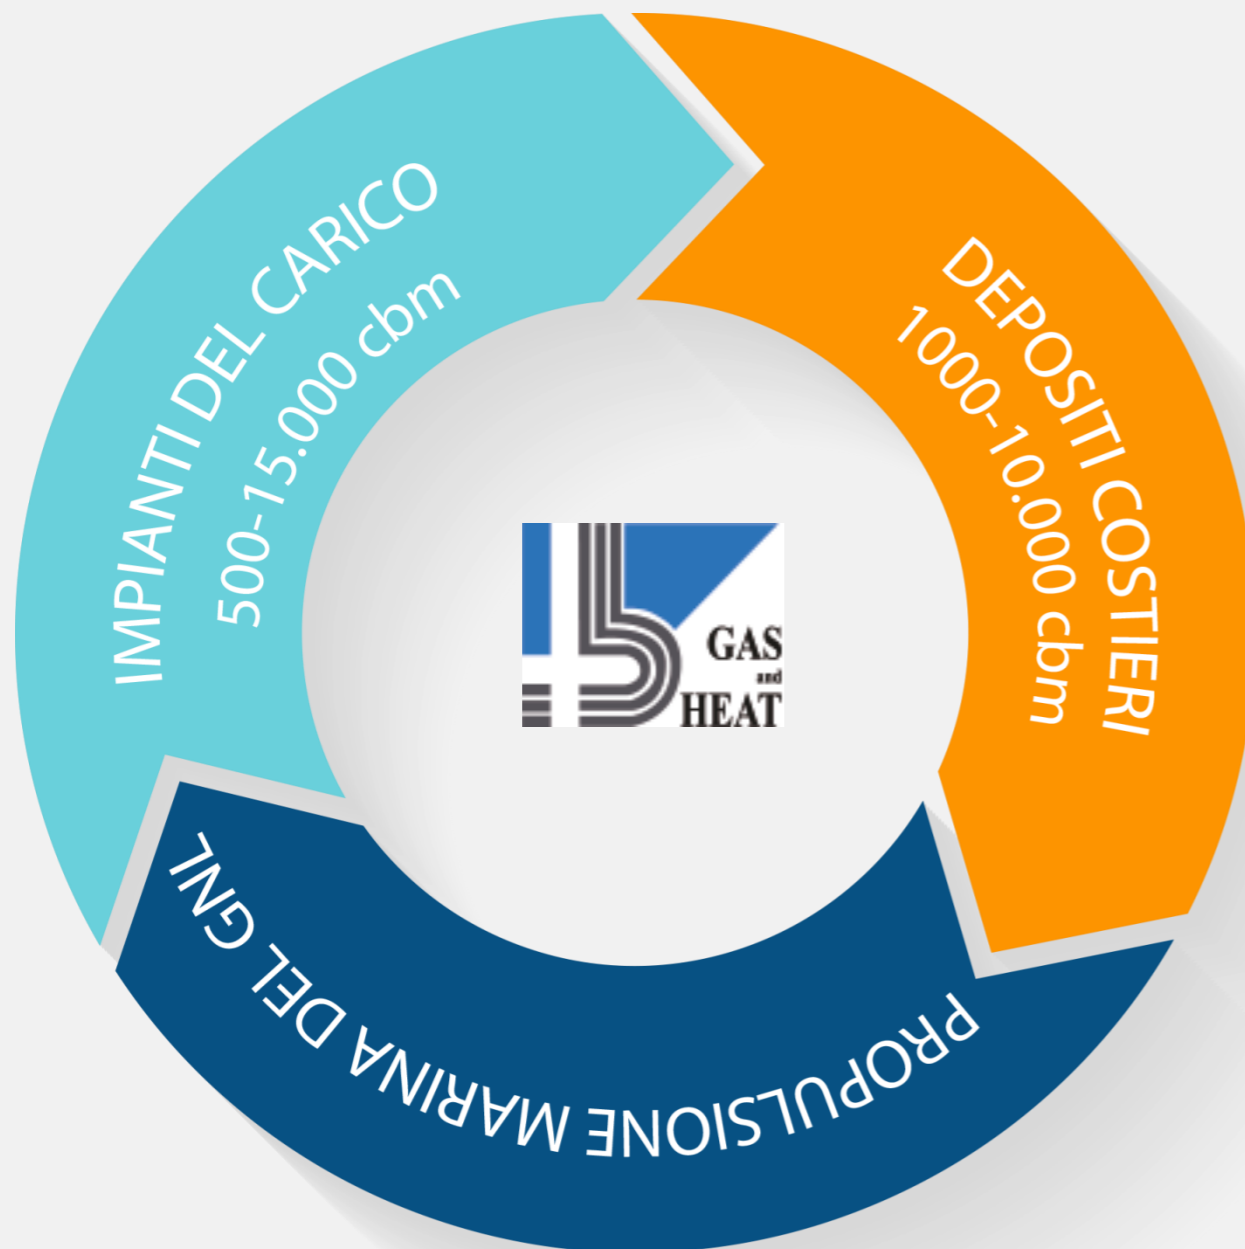 IMPIANTI DEL CARICO
500-15.000 cbm
DEPOSITI COSTIERI
1000-10.000 cbm
PROPULSIONE MARINA DEL GNL
GAS
and
HEAT